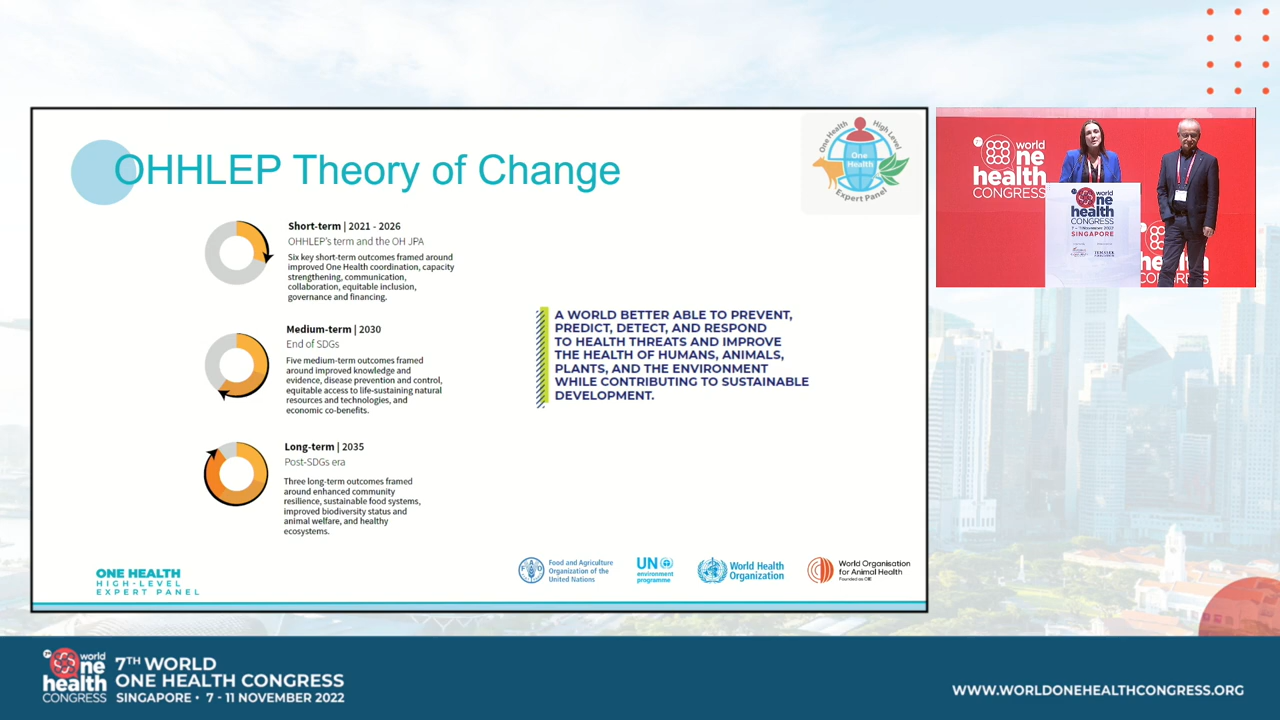 OHHLEP Theory of Change
One Health High Level
One
Health
Expert Panel
Short-term | 2021 - 2026
OHHLEP's term and the OH JPA
Six key short-term outcomes framed around
improved One Health coordination, capacity
strengthening, communication,
collaboration, equitable inclusion,
governance and financing.
Medium-term | 2030
End of SDGs
Five medium-term outcomes framed
around improved knowledge and
evidence, disease prevention and control,
equitable access to life-sustaining natural
resources and technologies, and
economic co-benefits.
Long-term | 2035
Post-SDGs era
Three long-term outcomes framed
around enhanced community
resilience, sustainable food systems,
improved biodiversity status and
animal welfare, and healthy
ecosystems.
A WORLD BETTER ABLE TO PREVENT,
PREDICT, DETECT, AND RESPOND
TO HEALTH THREATS AND IMPROVE
THE HEALTH OF HUMANS, ANIMALS,
PLANTS, AND THE ENVIRONMENT
WHILE CONTRIBUTING TO SUSTAINABLE
DEVELOPMENT.
ONE HEALTH
HIGH-LEVEL
EXPERT PANEL
FAO
Food and Agriculture
Organization of the
United Nations
UN
environment
programme
World Health
Organization
World Organisation
for Animal Health
Founded as OIE
world
One
health
CONGRESS
world
One
health
CONGRESS
7 - 11 November 2022
SINGAPORE
health
CONGRESS
world
One
health
CONGRESS
7TH WORLD
ONE HEALTH CONGRESS
SINGAPORE • 7 - 11 NOVEMBER 2022
WWW.WORLDONEHEALTHCONGRESS.ORG